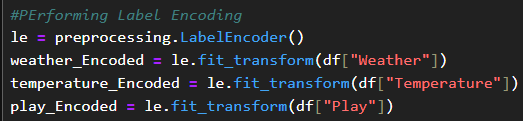 #PErforming Label Encoding
le = preprocessing.LabelEncoder()
weather_Encoded = le.fit_transform(df["Weather"])
temperature_Encoded = le.fit_transform(df["Temperature"])
play_Encoded = le.fit_transform(df["Play"])